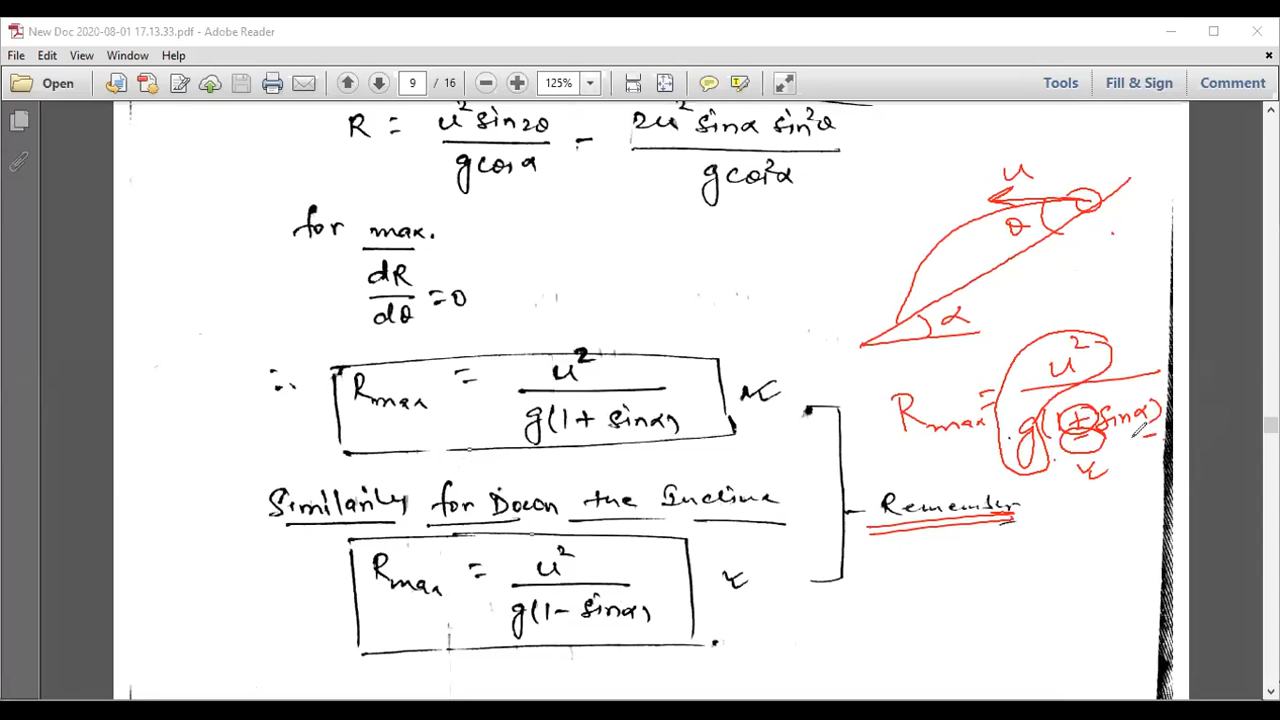 New Doc 2020-08-01 17.13.33.pdf - Adobe Reader
File Edit View Window Help
Open 9 / 16 125% Tools Fill & Sign Comment
R = u² sin2θ / g cosα - 2u² sinα sin²θ / g cos²α
for max.
dR / dθ = 0
∴ Rmax = u² / g(1 + sinα)
Similarily for Down the Incline
Rmax = u² / g(1 - sinα)
Remember
u
θ
α
Rmax = u² / g(1 ± sinα)